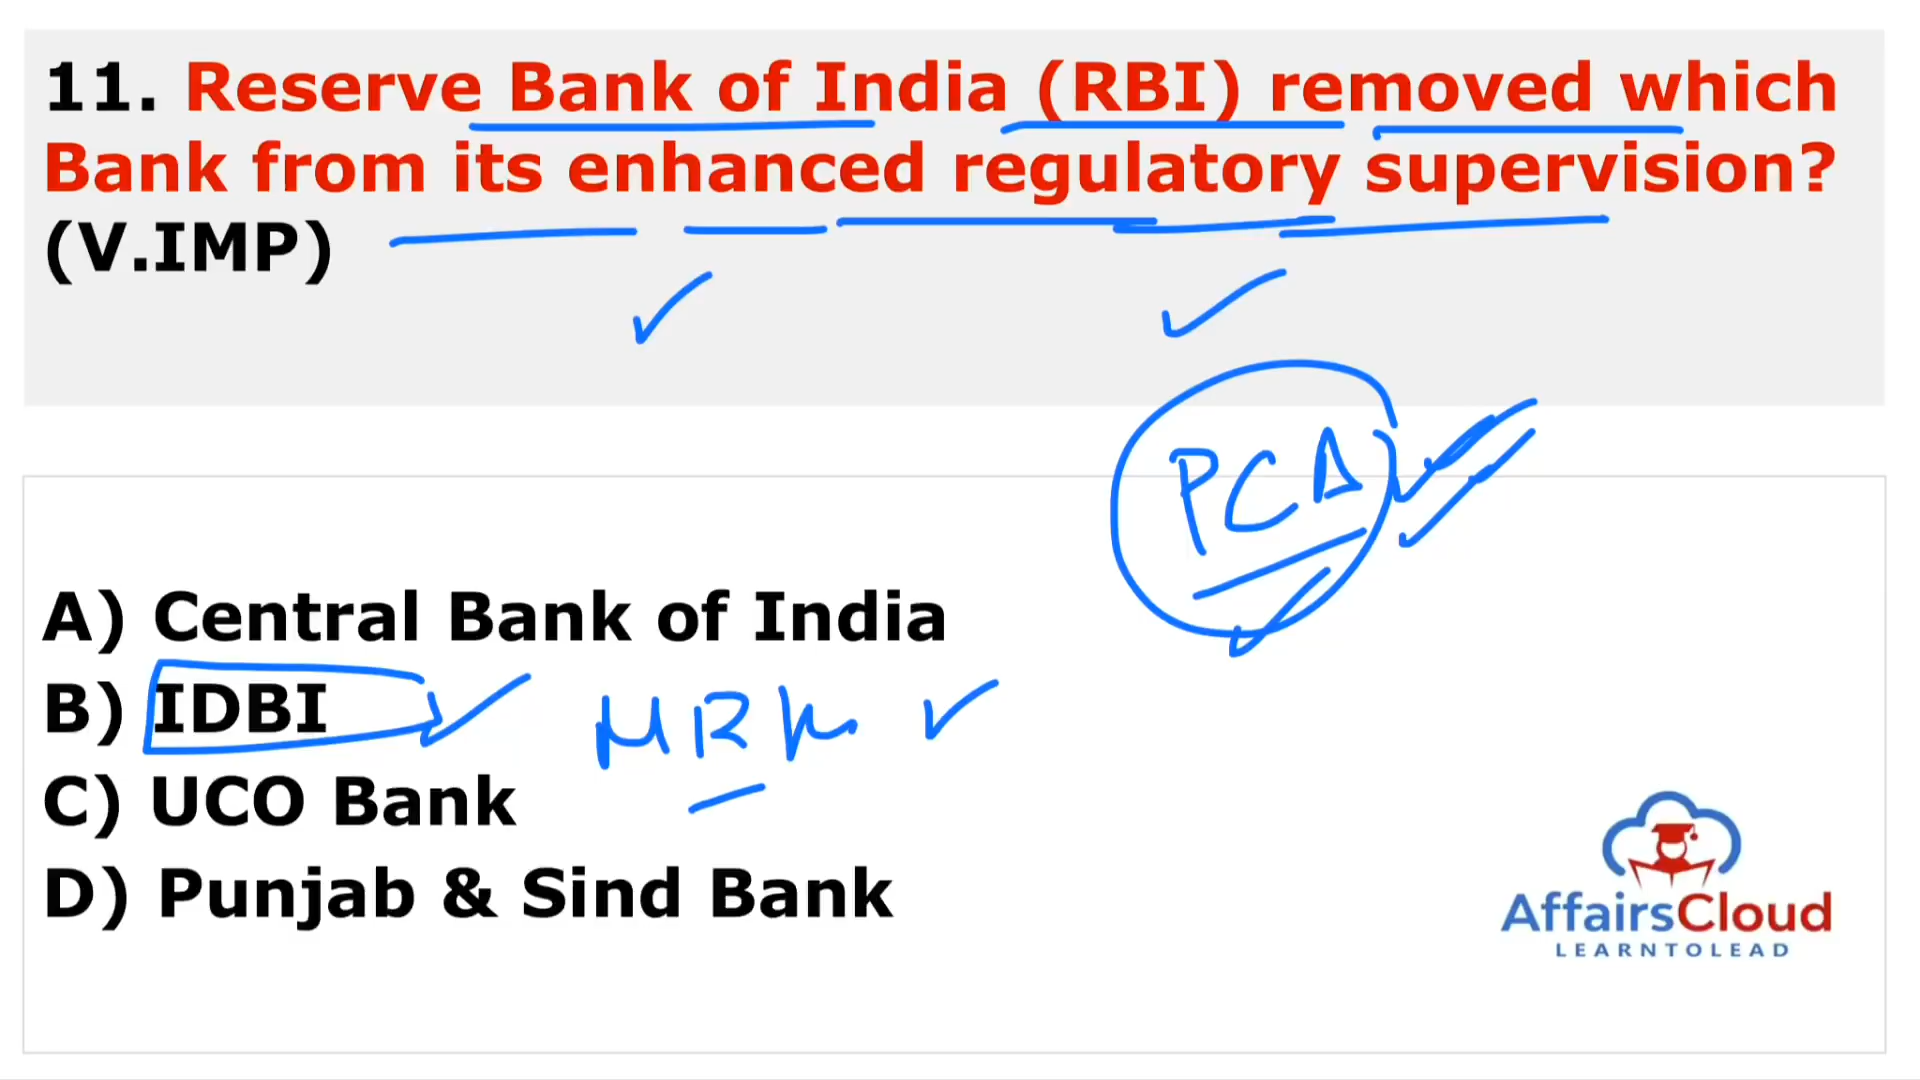 11. Reserve Bank of India (RBI) removed which
Bank from its enhanced regulatory supervision?
(V.IMP)
PCA
A) Central Bank of India
B) IDBI
C) UCO Bank
D) Punjab & Sind Bank
AffairsCloud
LEARNTOLEAD